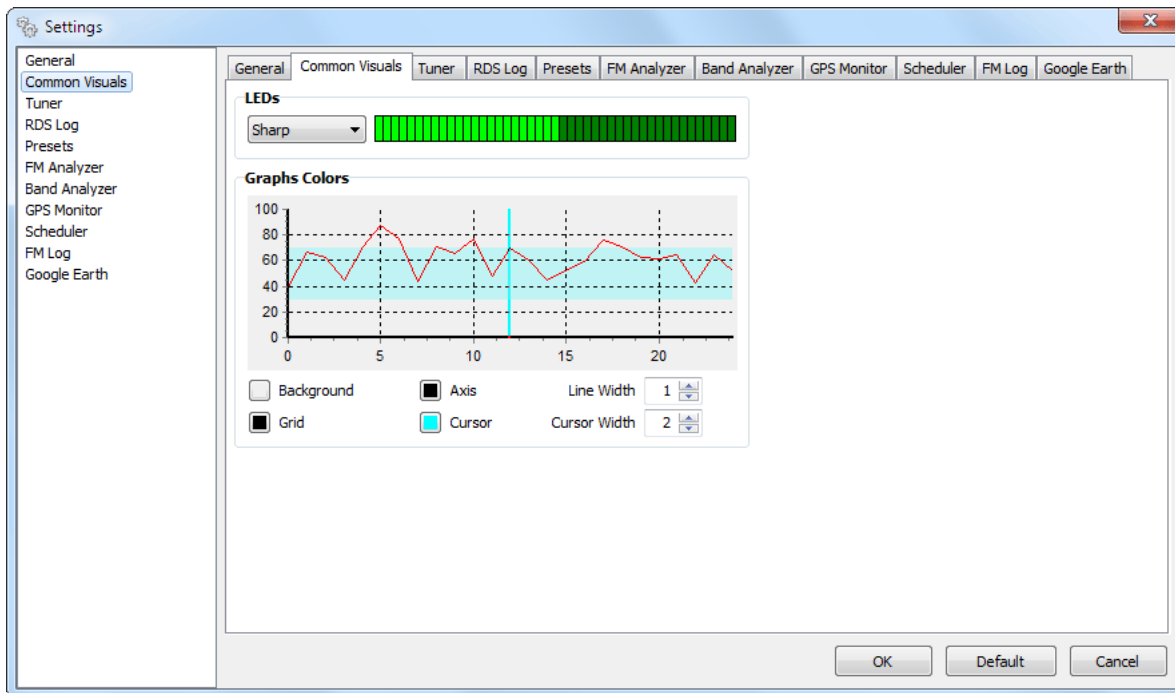 Settings
General
Common Visuals
Tuner
RDS Log
Presets
FM Analyzer
Band Analyzer
GPS Monitor
Scheduler
FM Log
Google Earth
General Common Visuals Tuner RDS Log Presets FM Analyzer Band Analyzer GPS Monitor Scheduler FM Log Google Earth
LEDs
Sharp
Graphs Colors
100
80
60
40
20
0
0 5 10 15 20
Background Axis Line Width 1
Grid Cursor Cursor Width 2
OK Default Cancel